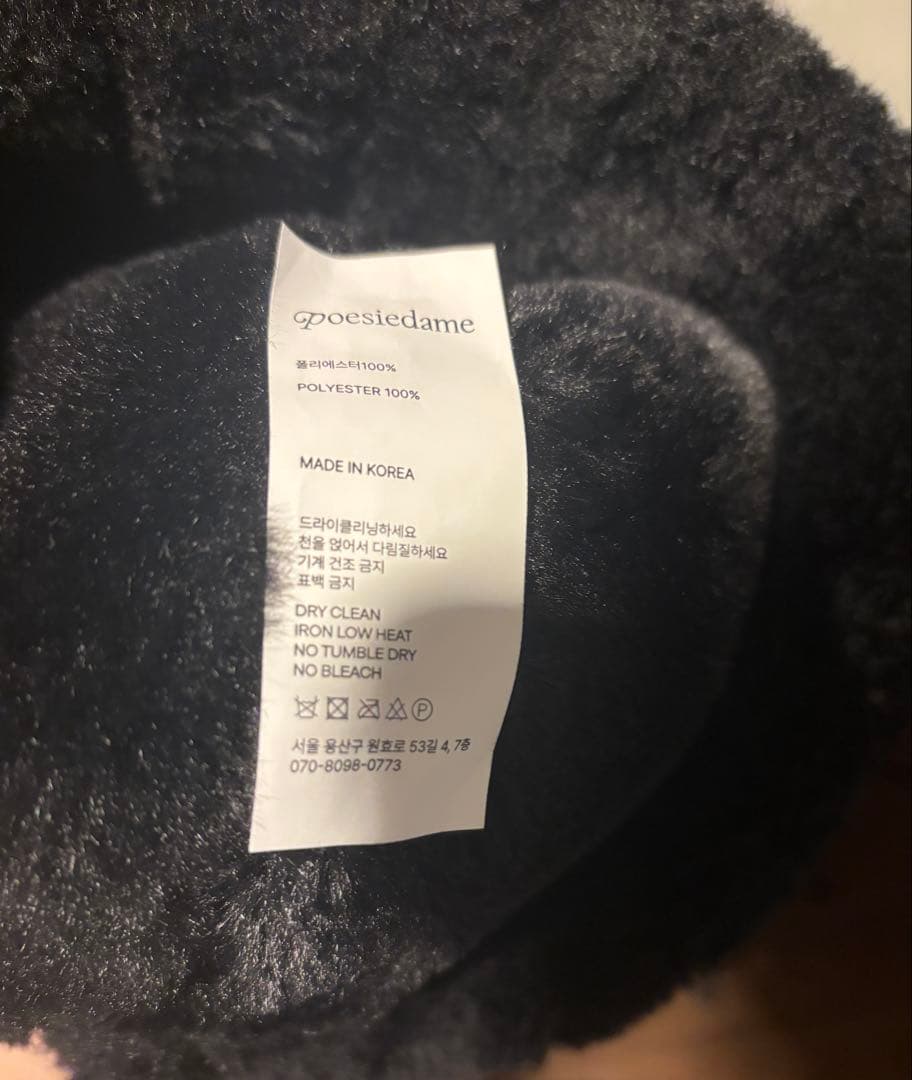 poesiedame
폴리에스터100%
POLYESTER 100%
MADE IN KOREA
드라이클리닝하세요
천을 얹어서 다림질하세요
기계 건조 금지
표백 금지
DRY CLEAN
IRON LOW HEAT
NO TUMBLE DRY
NO BLEACH
P
서울 용산구 원효로 53길 4, 7층
070-8098-0773